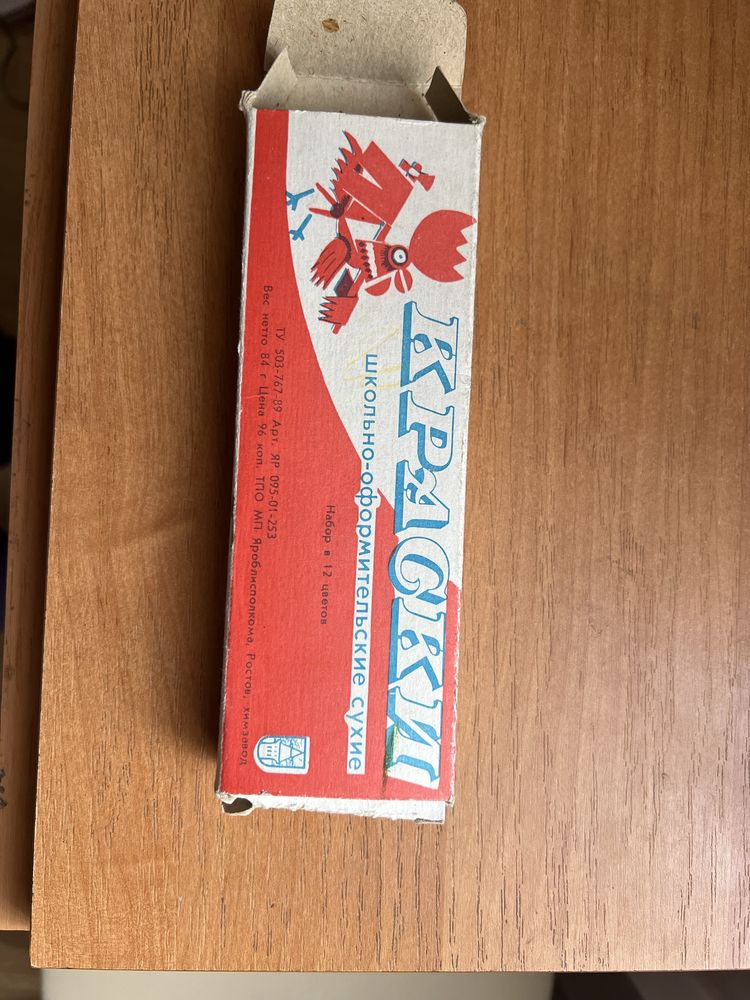 КРАСКИ
школьно-оформительские сухие
Набор в 12 цветов
ТУ 503-767-89 Арт. ЯР 095-01-253
Вес нетто 84 г Цена 96 коп. ТПО МП Яроблисполкома, Ростов, химзавод